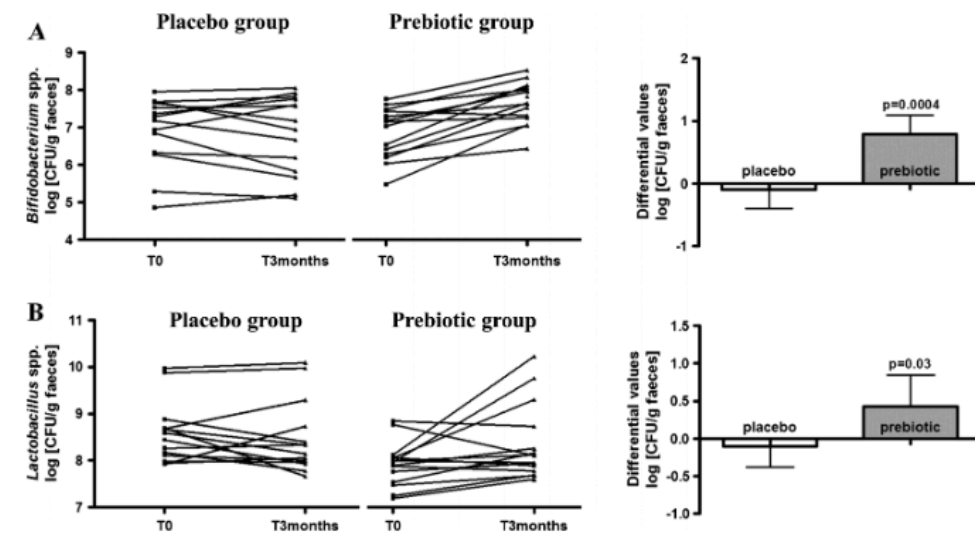 A
Placebo group
Prebiotic group
Bifidobacterium spp.
log [CFU/g faeces]
9
8
7
6
5
4
T0
T3months
T0
T3months
Differential values
log [CFU/g faeces]
2
1
0
-1
p=0.0004
placebo
prebiotic
B
Placebo group
Prebiotic group
Lactobacillus spp.
log [CFU/g faeces]
11
10
9
8
7
T0
T3months
T0
T3months
Differential values
log [CFU/g faeces]
1.5
1.0
0.5
0.0
-0.5
-1.0
p=0.03
placebo
prebiotic